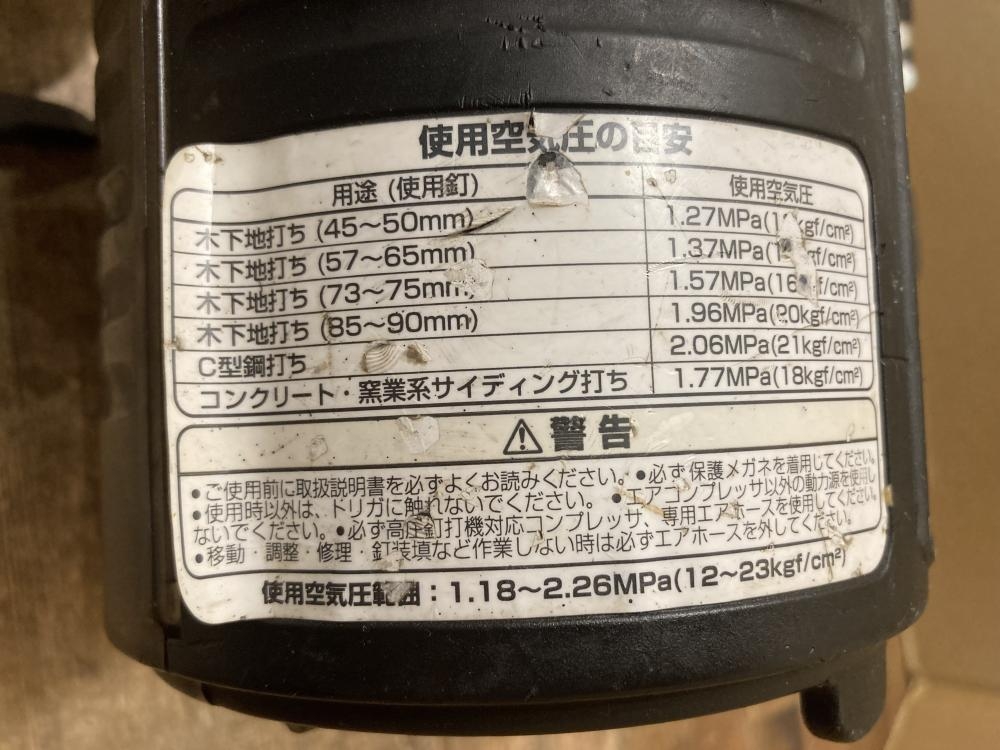 使用空気圧の目安
用途 (使用釘) 使用空気圧
木下地打ち (45～50mm) 1.27MPa(1 kgf/cm²)
木下地打ち (57～65mm) 1.37MPa(1 kgf/cm²)
木下地打ち (73～75mm) 1.57MPa(16kgf/cm²)
木下地打ち (85～90mm) 1.96MPa(20kgf/cm²)
C型鋼打ち 2.06MPa(21kgf/cm²)
コンクリート・窯業系サイディング打ち 1.77MPa(18kgf/cm²)
⚠警告
●ご使用前に取扱説明書を必ずよくお読みください。●必ず保護メガネを着用してください。
●使用時以外は、トリガに触れないでください。●エアコンプレッサ以外の動力源を使用し
ないでください。●必ず高圧釘打機対応コンプレッサ、専用エアホースを使用してください。
●移動・調整・修理・釘装填など作業しない時は必ずエアホースを外してください。
使用空気圧範囲：1.18～2.26MPa(12～23kgf/cm²)